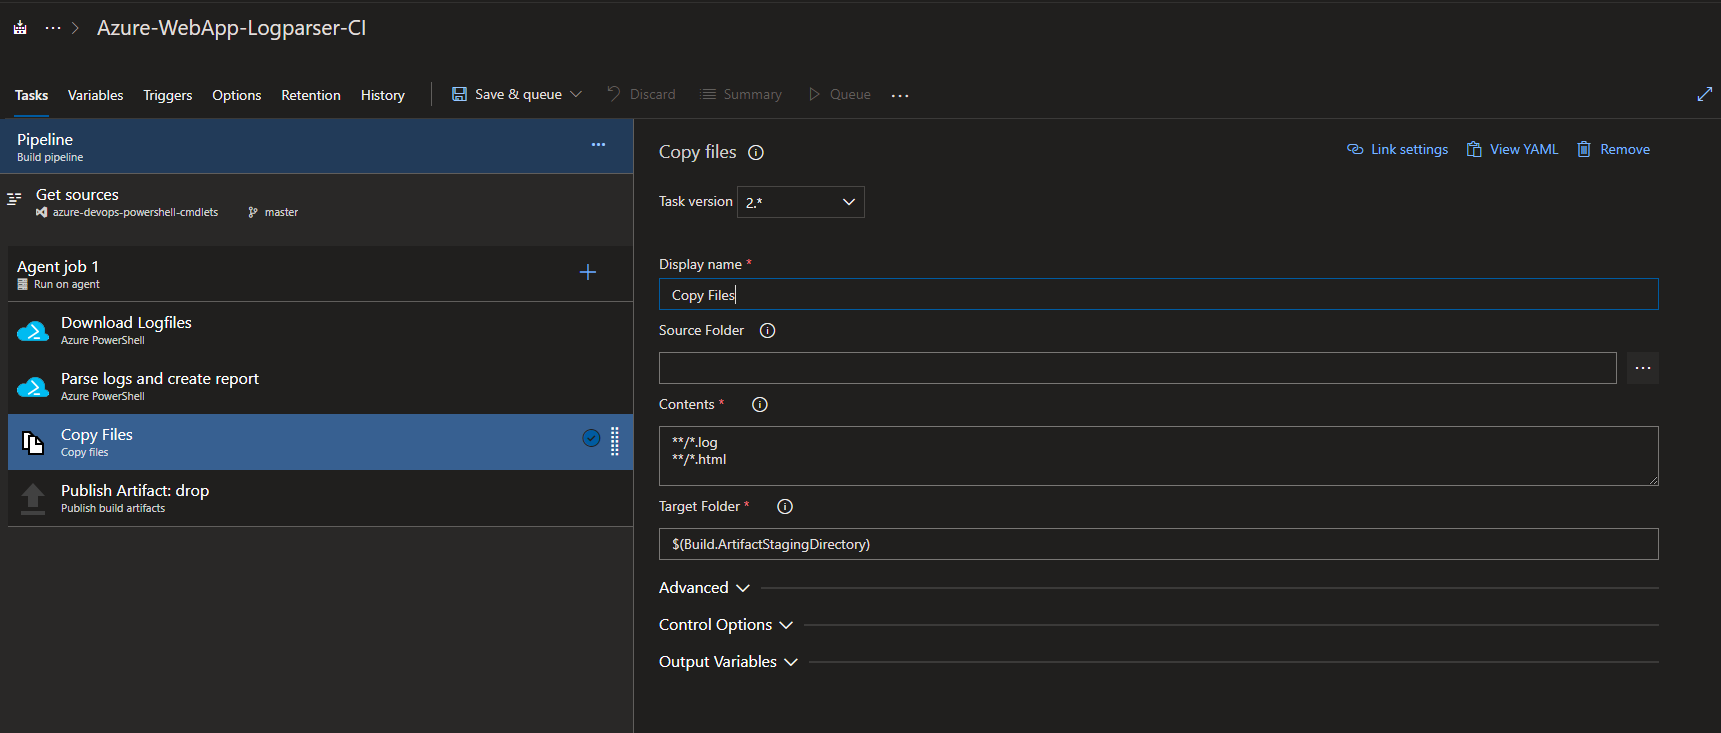 Azure-WebApp-Logparser-CI
Tasks Variables Triggers Options Retention History Save & queue Discard Summary Queue
Pipeline
Build pipeline
Get sources
azure-devops-powershell-cmdlets master
Agent job 1
Run on agent
Download Logfiles
Azure PowerShell
Parse logs and create report
Azure PowerShell
Copy Files
Copy files
Publish Artifact: drop
Publish build artifacts
Copy files
Link settings View YAML Remove
Task version 2.*
Display name *
Copy Files
Source Folder
Contents *
**/*.log
**/*.html
Target Folder *
$(Build.ArtifactStagingDirectory)
Advanced
Control Options
Output Variables